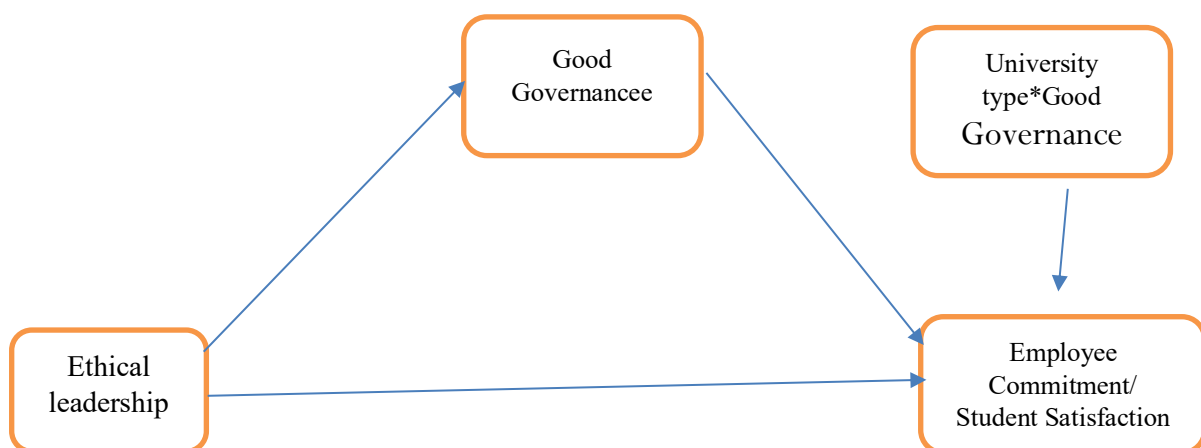 Good
Governancee
University
type*Good
Governance
Ethical
leadership
Employee
Commitment/
Student Satisfaction